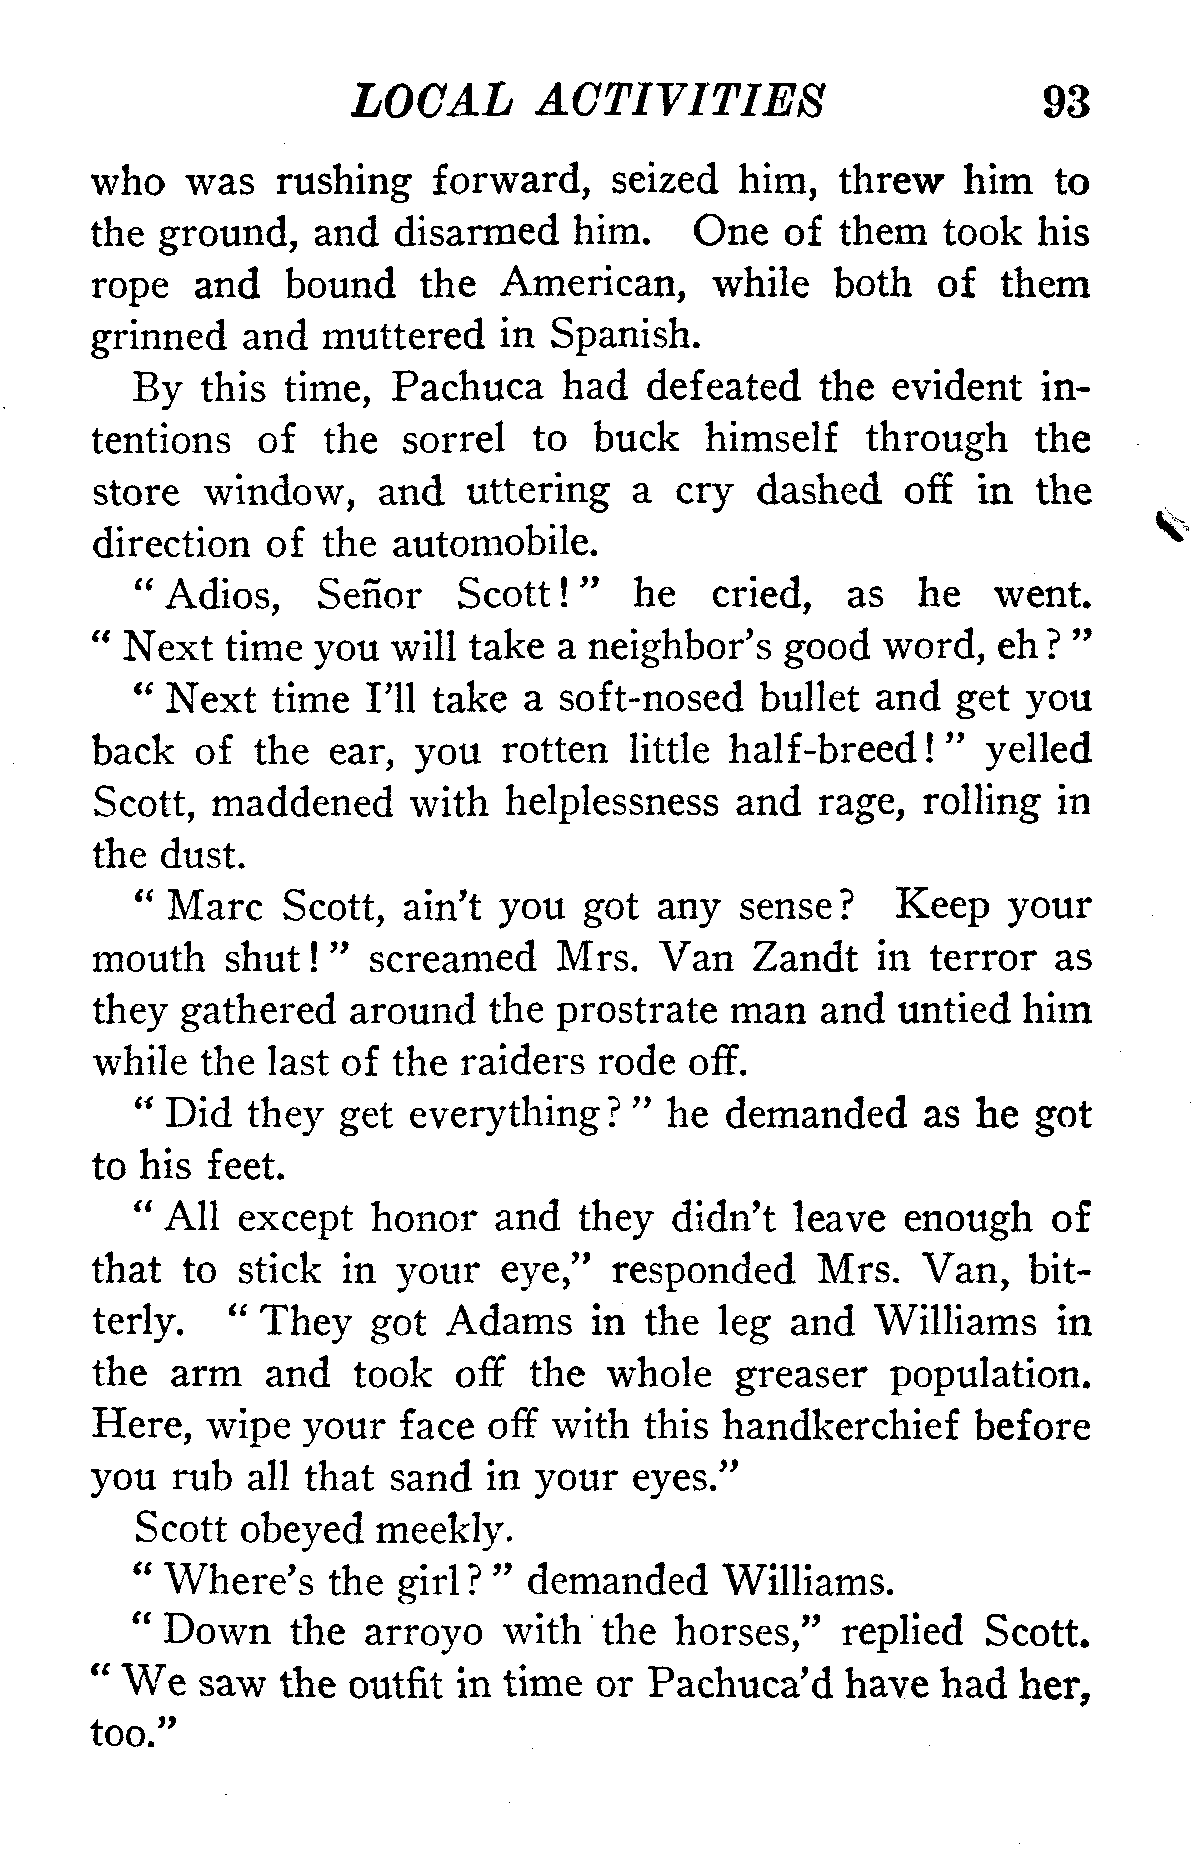 LOCAL ACTIVITIES 93
who was rushing forward, seized him, threw him to
the ground, and disarmed him. One of them took his
rope and bound the American, while both of them
grinned and muttered in Spanish.
By this time, Pachuca had defeated the evident in-
tentions of the sorrel to buck himself through the
store window, and uttering a cry dashed off in the
direction of the automobile.
" Adios, Señor Scott! " he cried, as he went.
" Next time you will take a neighbor's good word, eh? "
" Next time I'll take a soft-nosed bullet and get you
back of the ear, you rotten little half-breed! " yelled
Scott, maddened with helplessness and rage, rolling in
the dust.
" Marc Scott, ain't you got any sense? Keep your
mouth shut! " screamed Mrs. Van Zandt in terror as
they gathered around the prostrate man and untied him
while the last of the raiders rode off.
" Did they get everything? " he demanded as he got
to his feet.
" All except honor and they didn't leave enough of
that to stick in your eye," responded Mrs. Van, bit-
terly. " They got Adams in the leg and Williams in
the arm and took off the whole greaser population.
Here, wipe your face off with this handkerchief before
you rub all that sand in your eyes."
Scott obeyed meekly.
" Where's the girl? " demanded Williams.
" Down the arroyo with the horses," replied Scott.
" We saw the outfit in time or Pachuca'd have had her,
too."